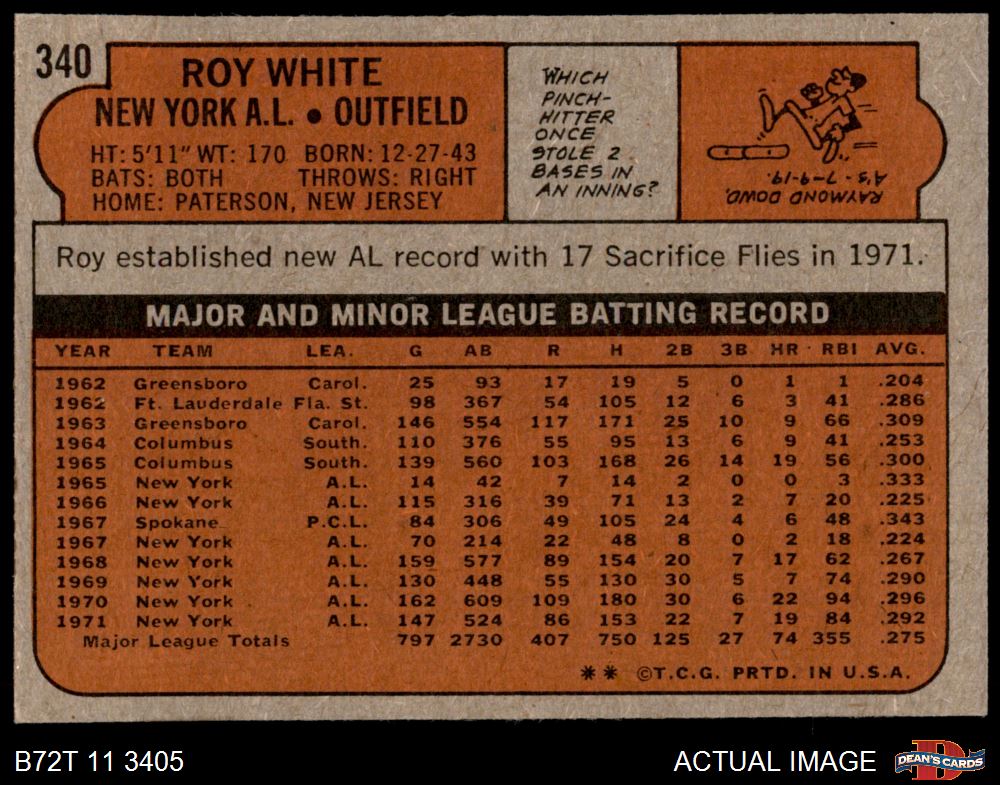 340
ROY WHITE
NEW YORK A.L. • OUTFIELD
HT: 5'11" WT: 170 BORN: 12-27-43
BATS: BOTH THROWS: RIGHT
HOME: PATERSON, NEW JERSEY
WHICH
PINCH-
HITTER
ONCE
STOLE 2
BASES IN
AN INNING?
RAYMOND DOWD,
A'S, 7-9-19.
Roy established new AL record with 17 Sacrifice Flies in 1971.
MAJOR AND MINOR LEAGUE BATTING RECORD
YEAR TEAM LEA. G AB R H 2B 3B HR RBI AVG.
1962 Greensboro Carol. 25 93 17 19 5 0 1 1 .204
1962 Ft. Lauderdale Fla. St. 98 367 54 105 12 6 3 41 .286
1963 Greensboro Carol. 146 554 117 171 25 10 9 66 .309
1964 Columbus South. 110 376 55 95 13 6 9 41 .253
1965 Columbus South. 139 560 103 168 26 14 19 56 .300
1965 New York A.L. 14 42 7 14 2 0 0 3 .333
1966 New York A.L. 115 316 39 71 13 2 7 20 .225
1967 Spokane P.C.L. 84 306 49 105 24 4 6 48 .343
1967 New York A.L. 70 214 22 48 8 0 2 18 .224
1968 New York A.L. 159 577 89 154 20 7 17 62 .267
1969 New York A.L. 130 448 55 130 30 5 7 74 .290
1970 New York A.L. 162 609 109 180 30 6 22 94 .296
1971 New York A.L. 147 524 86 153 22 7 19 84 .292
Major League Totals 797 2730 407 750 125 27 74 355 .275
** ©T.C.G. PRTD. IN U.S.A.
B72T 11 3405
ACTUAL IMAGE
D
DEAN'S CARDS